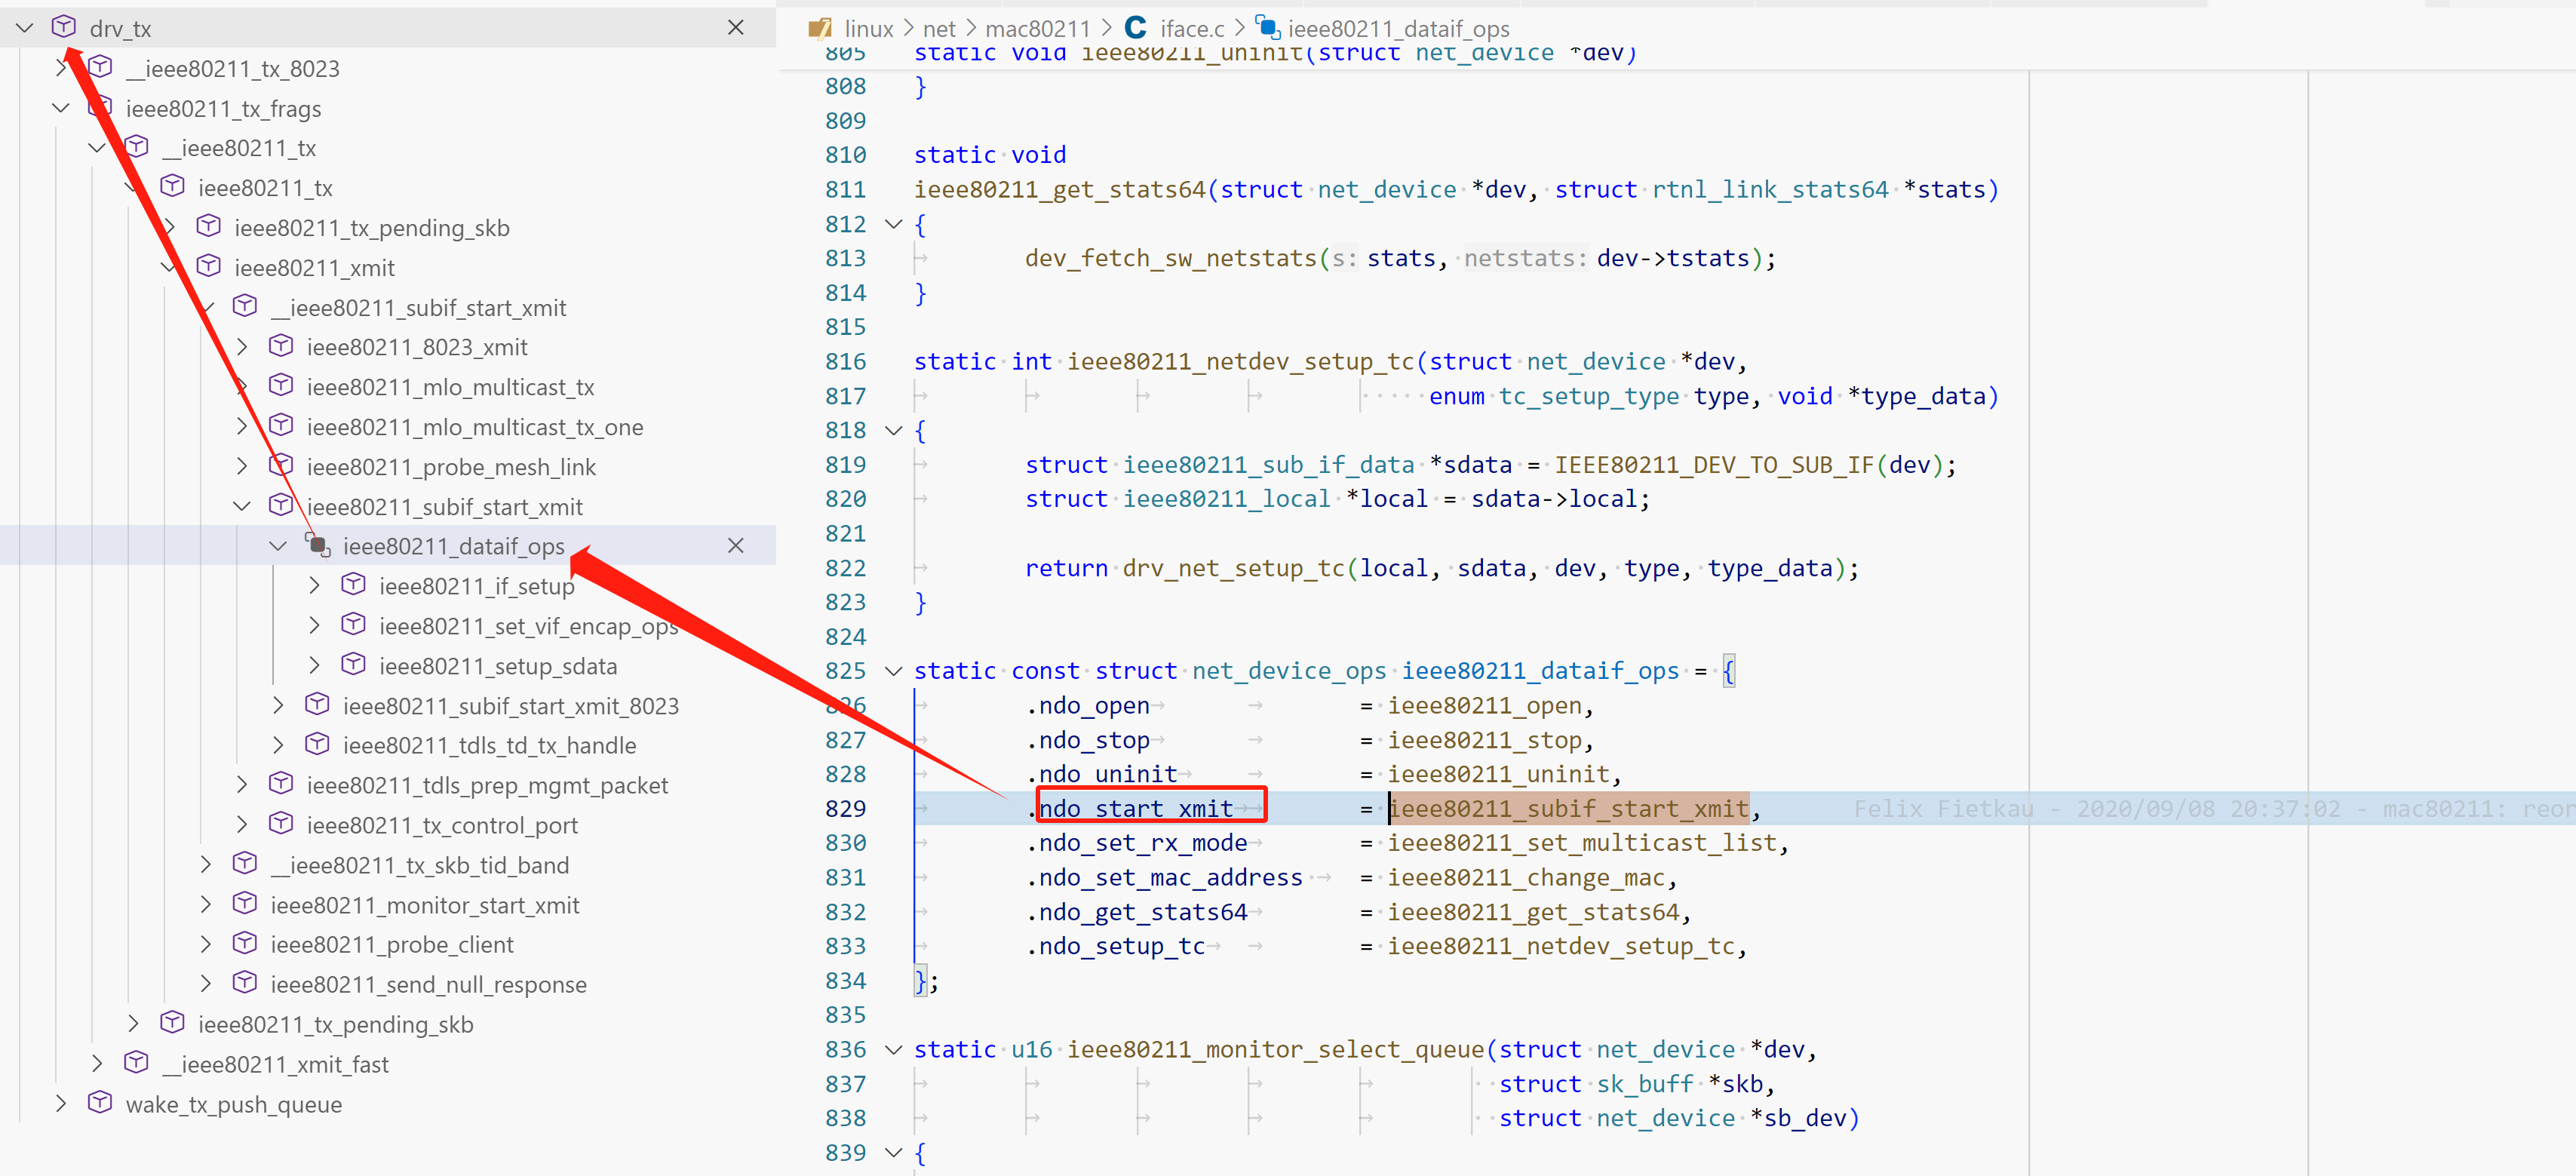 drv_tx
__ieee80211_tx_8023
ieee80211_tx_frags
__ieee80211_tx
ieee80211_tx
ieee80211_tx_pending_skb
ieee80211_xmit
__ieee80211_subif_start_xmit
ieee80211_8023_xmit
ieee80211_mlo_multicast_tx
ieee80211_mlo_multicast_tx_one
ieee80211_probe_mesh_link
ieee80211_subif_start_xmit
ieee80211_dataif_ops
ieee80211_if_setup
ieee80211_set_vif_encap_ops
ieee80211_setup_sdata
ieee80211_subif_start_xmit_8023
ieee80211_tdls_td_tx_handle
ieee80211_tdls_prep_mgmt_packet
ieee80211_tx_control_port
__ieee80211_tx_skb_tid_band
ieee80211_monitor_start_xmit
ieee80211_probe_client
ieee80211_send_null_response
ieee80211_tx_pending_skb
__ieee80211_xmit_fast
wake_tx_push_queue
linux > net > mac80211 > C iface.c > ieee80211_dataif_ops
805 static void ieee80211_uninit(struct net_device *dev)
808 }
809
810 static void
811 ieee80211_get_stats64(struct net_device *dev, struct rtnl_link_stats64 *stats)
812 {
813 dev_fetch_sw_netstats(s: stats, netstats: dev->tstats);
814 }
815
816 static int ieee80211_netdev_setup_tc(struct net_device *dev,
817 enum tc_setup_type type, void *type_data)
818 {
819 struct ieee80211_sub_if_data *sdata = IEEE80211_DEV_TO_SUB_IF(dev);
820 struct ieee80211_local *local = sdata->local;
821
822 return drv_net_setup_tc(local, sdata, dev, type, type_data);
823 }
824
825 static const struct net_device_ops ieee80211_dataif_ops = {
826 .ndo_open = ieee80211_open,
827 .ndo_stop = ieee80211_stop,
828 .ndo_uninit = ieee80211_uninit,
829 .ndo_start_xmit = ieee80211_subif_start_xmit, Felix Fietkau - 2020/09/08 20:37:02 - mac80211: reor
830 .ndo_set_rx_mode = ieee80211_set_multicast_list,
831 .ndo_set_mac_address = ieee80211_change_mac,
832 .ndo_get_stats64 = ieee80211_get_stats64,
833 .ndo_setup_tc = ieee80211_netdev_setup_tc,
834 };
835
836 static u16 ieee80211_monitor_select_queue(struct net_device *dev,
837 struct sk_buff *skb,
838 struct net_device *sb_dev)
839 {